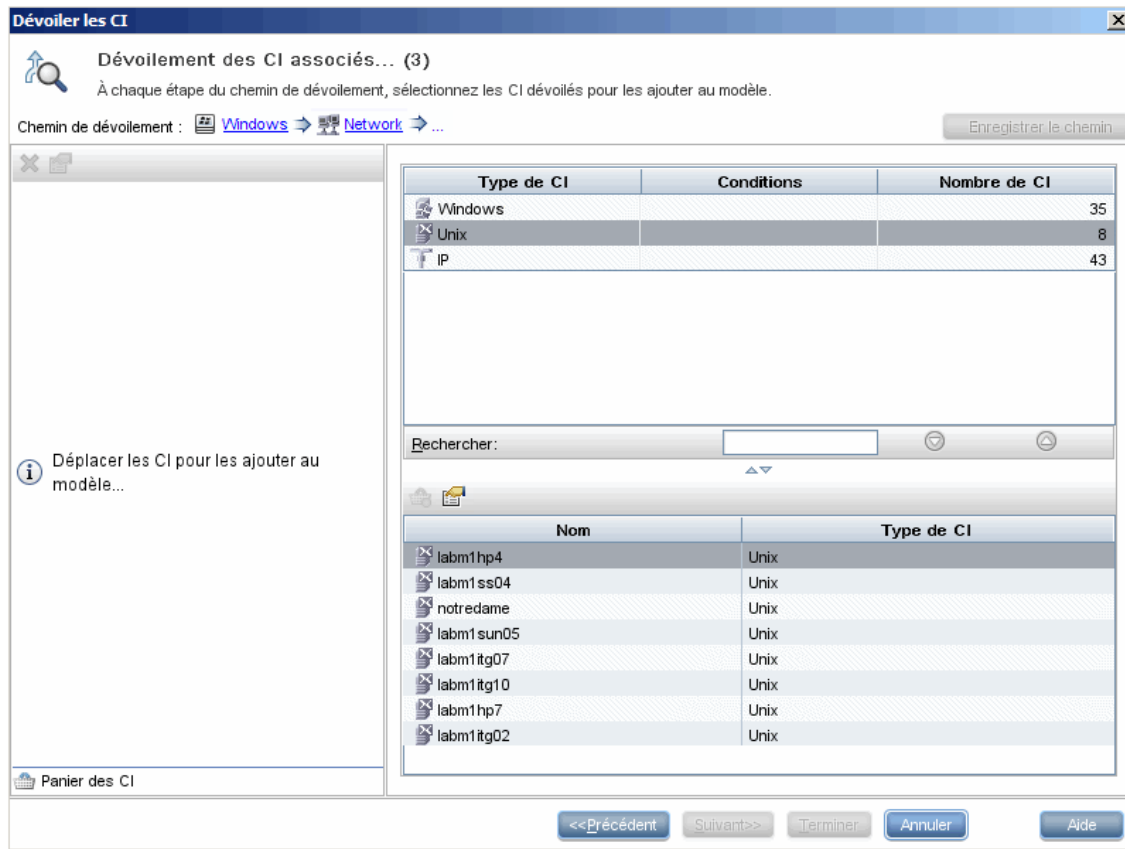 Dévoiler les CI
Dévoilement des CI associés... (3)
À chaque étape du chemin de dévoilement, sélectionnez les CI dévoilés pour les ajouter au modèle.
Chemin de dévoilement : Windows Network ...
Enregistrer le chemin
Type de CI Conditions Nombre de CI
Windows 35
Unix 8
IP 43
Rechercher:
Déplacer les CI pour les ajouter au
modèle...
Nom Type de CI
labm1hp4 Unix
labm1ss04 Unix
notredame Unix
labm1sun05 Unix
labm1itg07 Unix
labm1itg10 Unix
labm1hp7 Unix
labm1itg02 Unix
Panier des CI
<<Précédent Suivant>> Terminer Annuler Aide